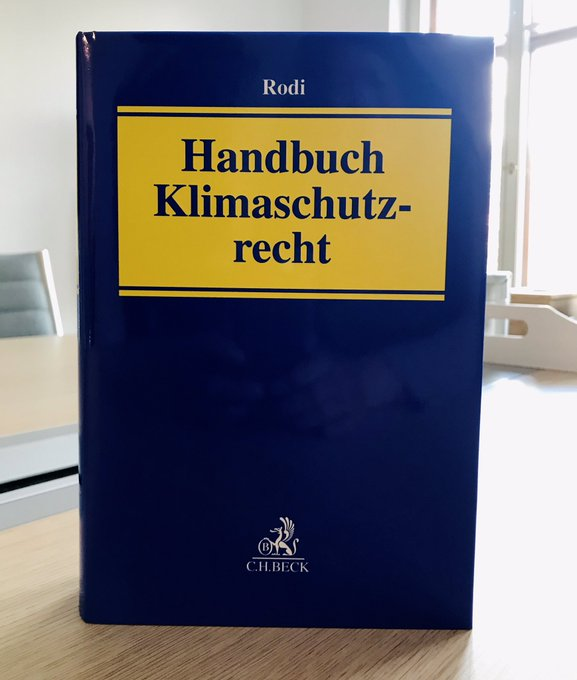 Rodi
Handbuch
Klimaschutz-
recht
B
C.H.BECK